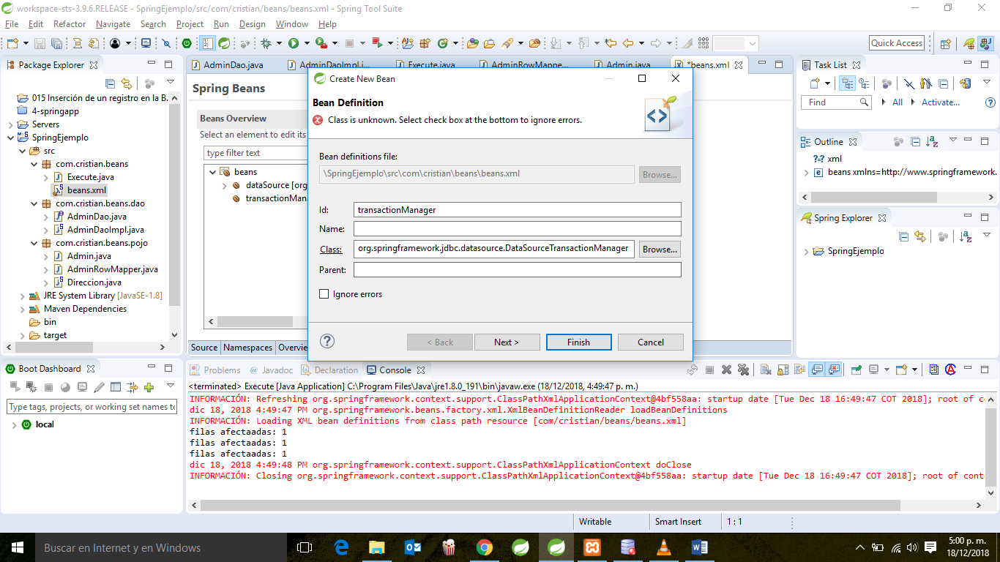 workspace-sts-3.9.6.RELEASE - SpringEjemplo/src/com/cristian/beans/beans.xml - Spring Tool Suite
File Edit Refactor Navigate Search Project Run Design Window Help
Quick Access
Package Explorer
015 Inserción de un registro en la B.
4-springapp
Servers
SpringEjemplo
src
com.cristian.beans
Execute.java
beans.xml
com.cristian.beans.dao
AdminDao.java
AdminDaoImpl.java
com.cristian.beans.pojo
Admin.java
AdminRowMapper.java
Direccion.java
JRE System Library [JavaSE-1.8]
Maven Dependencies
bin
target
AdminDao.java AdminDaoImpl.j... Execute.java AdminRowMappe... Admin.java *beans.xml
Spring Beans
Beans Overview
Select an element to edit its
type filter text
beans
dataSource [org
transactionMan
Source Namespaces Overvie
Create New Bean
Bean Definition
Class is unknown. Select check box at the bottom to ignore errors.
Bean definitions file:
\SpringEjemplo\src\com\cristian\beans\beans.xml
Browse...
Id: transactionManager
Name:
Class: org.springframework.jdbc.datasource.DataSourceTransactionManager Browse...
Parent:
Ignore errors
< Back Next > Finish Cancel
Task List
Find All Activate...
Outline
xml
beans xmlns=http://www.springframework.
Spring Explorer
SpringEjemplo
Boot Dashboard
Type tags, projects, or working set names to
local
Problems Javadoc Declaration Console
<terminated> Execute [Java Application] C:\Program Files\Java\jre1.8.0_191\bin\javaw.exe (18/12/2018, 4:49:47 p. m.)
INFORMACIÓN: Refreshing org.springframework.context.support.ClassPathXmlApplicationContext@4bf558aa: startup date [Tue Dec 18 16:49:47 COT 2018]; root of co
dic 18, 2018 4:49:47 PM org.springframework.beans.factory.xml.XmlBeanDefinitionReader loadBeanDefinitions
INFORMACIÓN: Loading XML bean definitions from class path resource [com/cristian/beans/beans.xml]
filas afectaadas: 1
filas afectaadas: 1
filas afectaadas: 1
dic 18, 2018 4:49:48 PM org.springframework.context.support.ClassPathXmlApplicationContext doClose
INFORMACIÓN: Closing org.springframework.context.support.ClassPathXmlApplicationContext@4bf558aa: startup date [Tue Dec 18 16:49:47 COT 2018]; root of cont
Writable Smart Insert 1 : 1
Buscar en Internet y en Windows
5:00 p. m.
18/12/2018